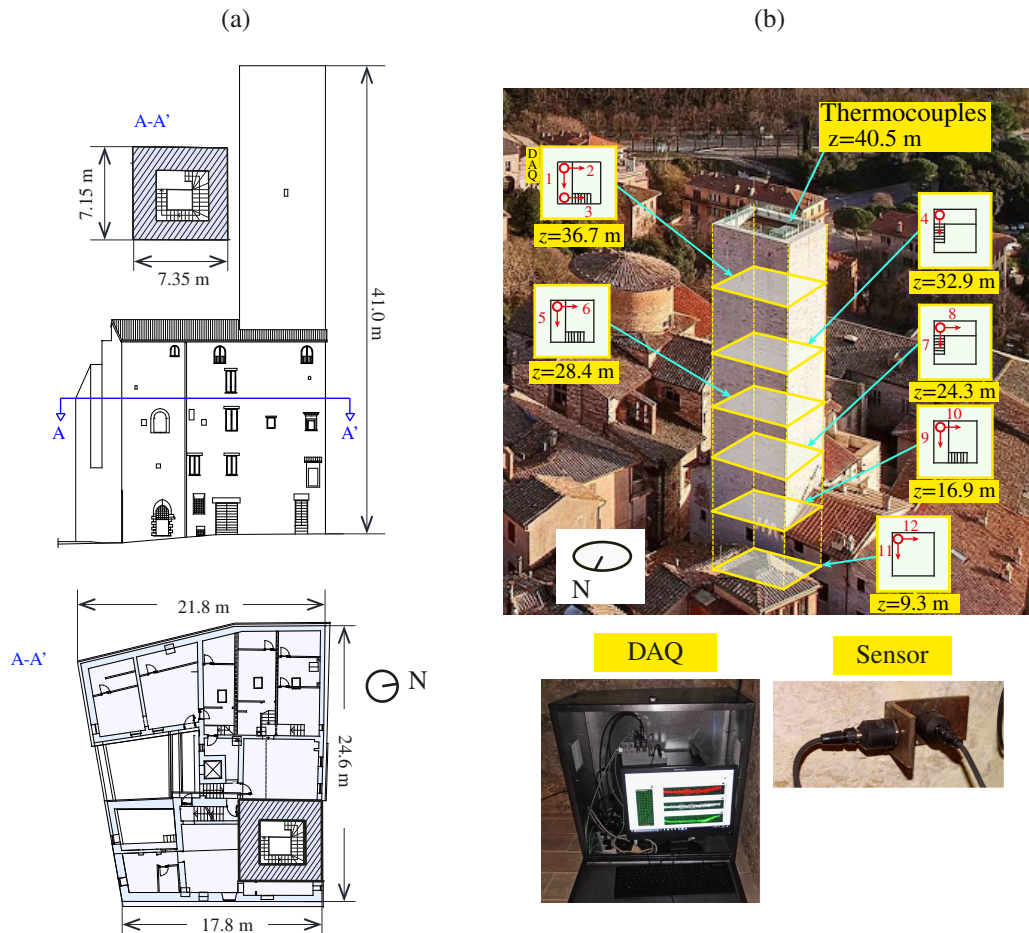 (a)
A-A’
7.15 m
7.35 m
41.0 m
A
A’
21.8 m
A-A’
N
24.6 m
17.8 m
(b)
Thermocouples
z=40.5 m
DAQ
1
2
3
z=36.7 m
4
z=32.9 m
5
6
z=28.4 m
8
7
z=24.3 m
10
9
z=16.9 m
12
11
z=9.3 m
N
DAQ
Sensor